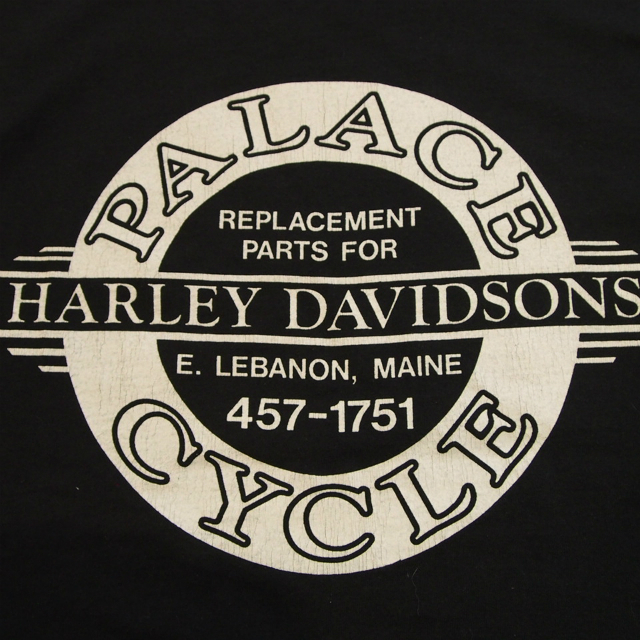 PALACE
REPLACEMENT
PARTS FOR
HARLEY DAVIDSONS
E. LEBANON, MAINE
457-1751
CYCLE